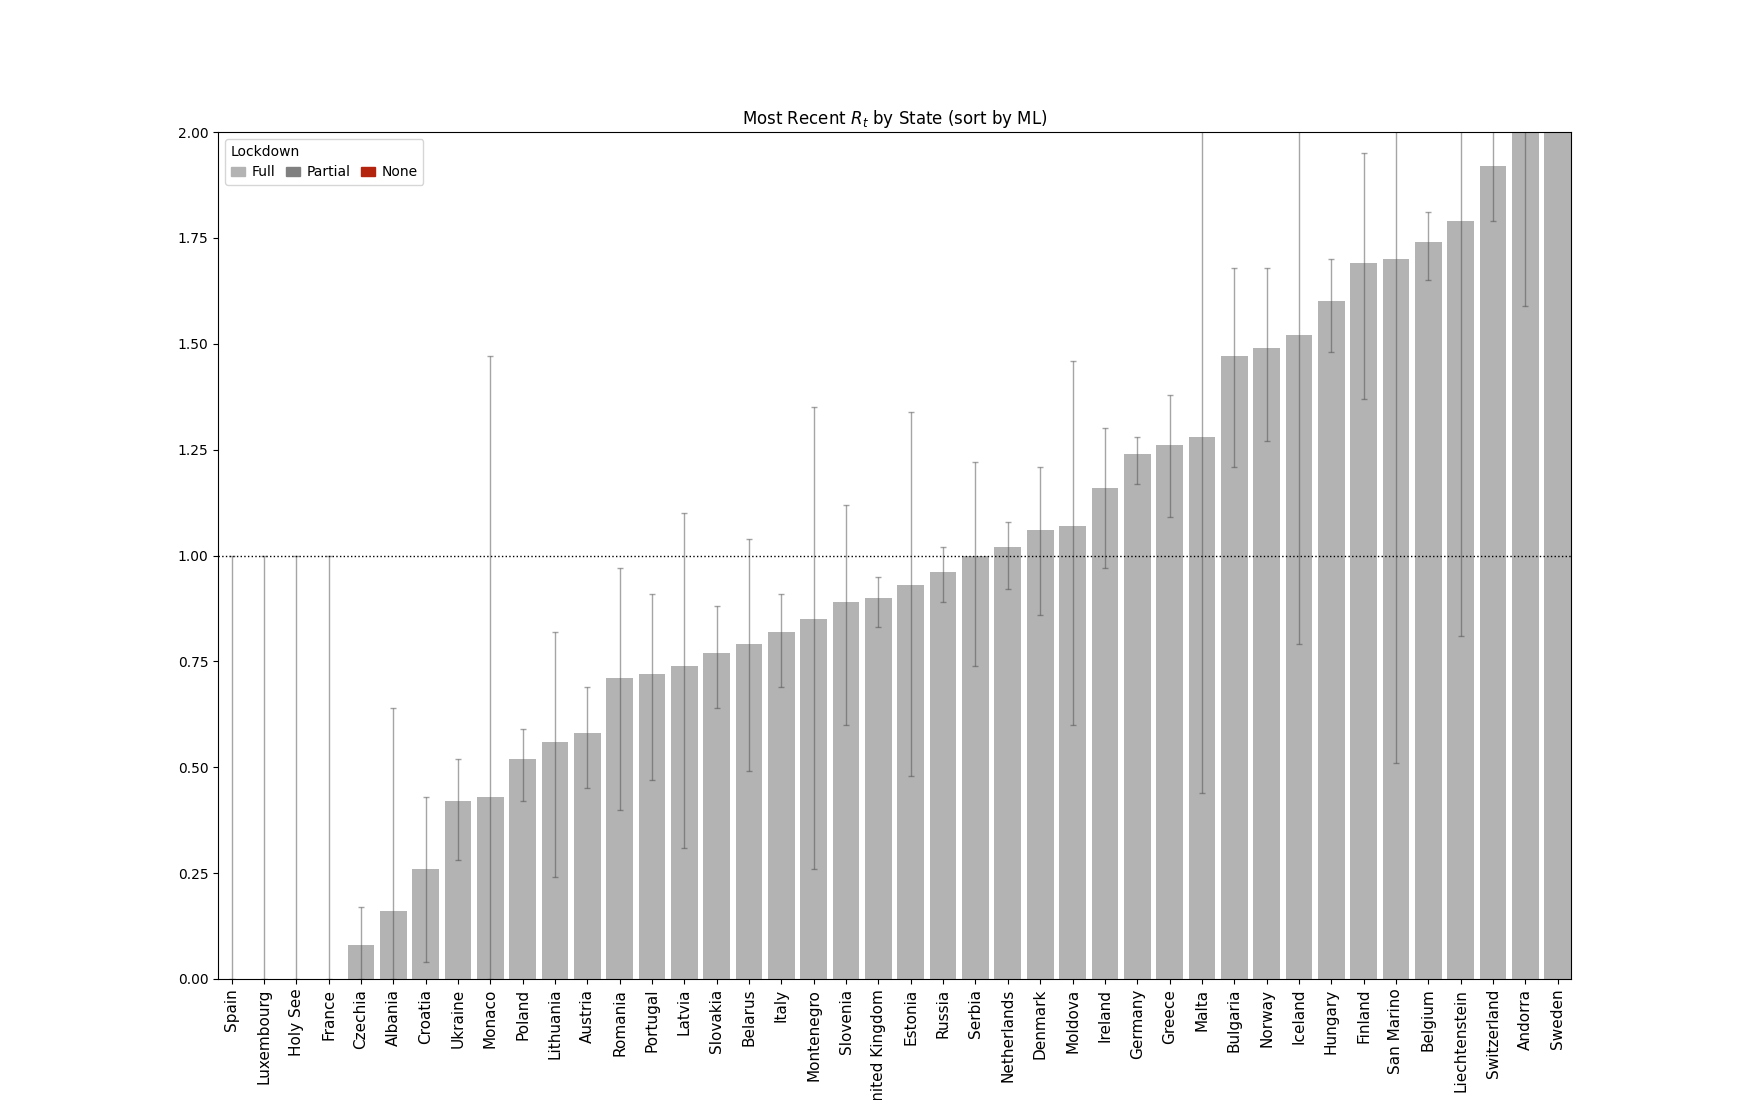 Most Recent R_t by State (sort by ML)
Lockdown
Full Partial None
2.00
1.75
1.50
1.25
1.00
0.75
0.50
0.25
0.00
Spain
Luxembourg
Holy See
France
Czechia
Albania
Croatia
Ukraine
Monaco
Poland
Lithuania
Austria
Romania
Portugal
Latvia
Slovakia
Belarus
Italy
Montenegro
Slovenia
nited Kingdom
Estonia
Russia
Serbia
Netherlands
Denmark
Moldova
Ireland
Germany
Greece
Malta
Bulgaria
Norway
Iceland
Hungary
Finland
San Marino
Belgium
Liechtenstein
Switzerland
Andorra
Sweden